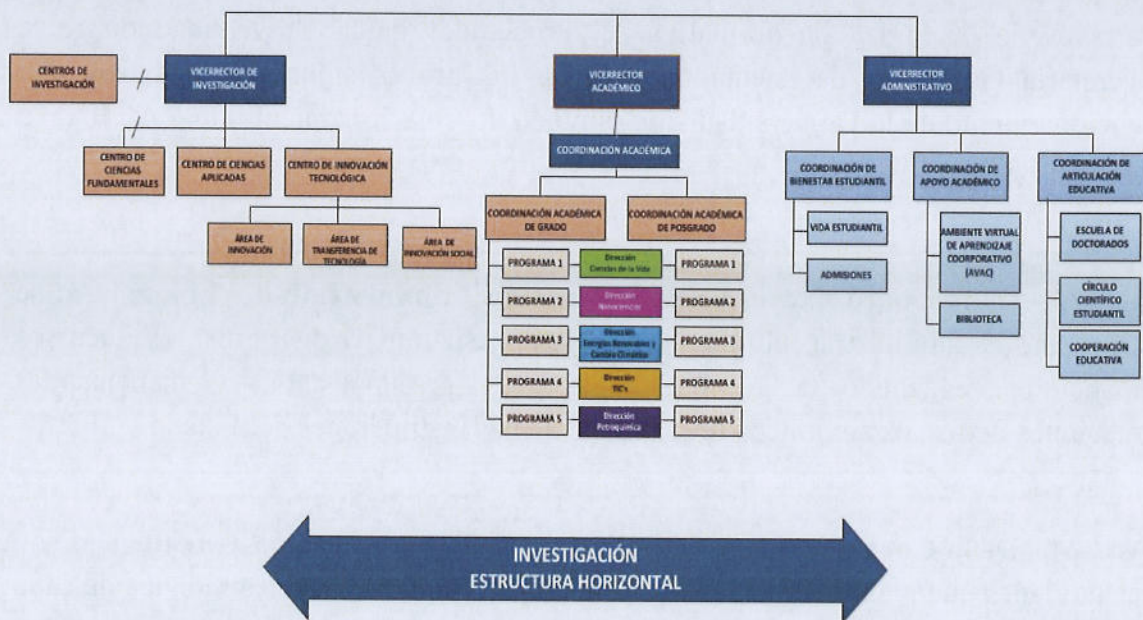 CENTROS DE
INVESTIGACIÓN
VICERRECTOR DE
INVESTIGACIÓN
VICERRECTOR
ACADÉMICO
VICERRECTOR
ADMINISTRATIVO
COORDINACIÓN ACADÉMICA
CENTRO DE
CIENCIAS
FUNDAMENTALES
CENTRO DE CIENCIAS
APLICADAS
CENTRO DE INNOVACIÓN
TECNOLÓGICA
ÁREA DE
INNOVACIÓN
ÁREA DE
TRANSFERENCIA DE
TECNOLOGÍA
ÁREA DE
INNOVACIÓN SOCIAL
COORDINACIÓN ACADÉMICA
DE GRADO
COORDINACIÓN ACADÉMICA
DE POSGRADO
PROGRAMA 1
Dirección
Ciencias de la Vida
PROGRAMA 1
PROGRAMA 2
Dirección
Nanociencias
PROGRAMA 2
PROGRAMA 3
Dirección
Energías Renovables y
Cambio Climático
PROGRAMA 3
PROGRAMA 4
Dirección
TIC's
PROGRAMA 4
PROGRAMA 5
Dirección
Petroquímica
PROGRAMA 5
COORDINACIÓN DE
BIENESTAR ESTUDIANTIL
VIDA ESTUDIANTIL
ADMISIONES
COORDINACIÓN DE
APOYO ACADÉMICO
AMBIENTE VIRTUAL
DE APRENDIZAJE
COORPORATIVO
(AVAC)
BIBLIOTECA
COORDINACIÓN DE
ARTICULACIÓN
EDUCATIVA
ESCUELA DE
DOCTORADOS
CÍRCULO
CIENTÍFICO
ESTUDIANTIL
COOPERACIÓN
EDUCATIVA
INVESTIGACIÓN
ESTRUCTURA HORIZONTAL